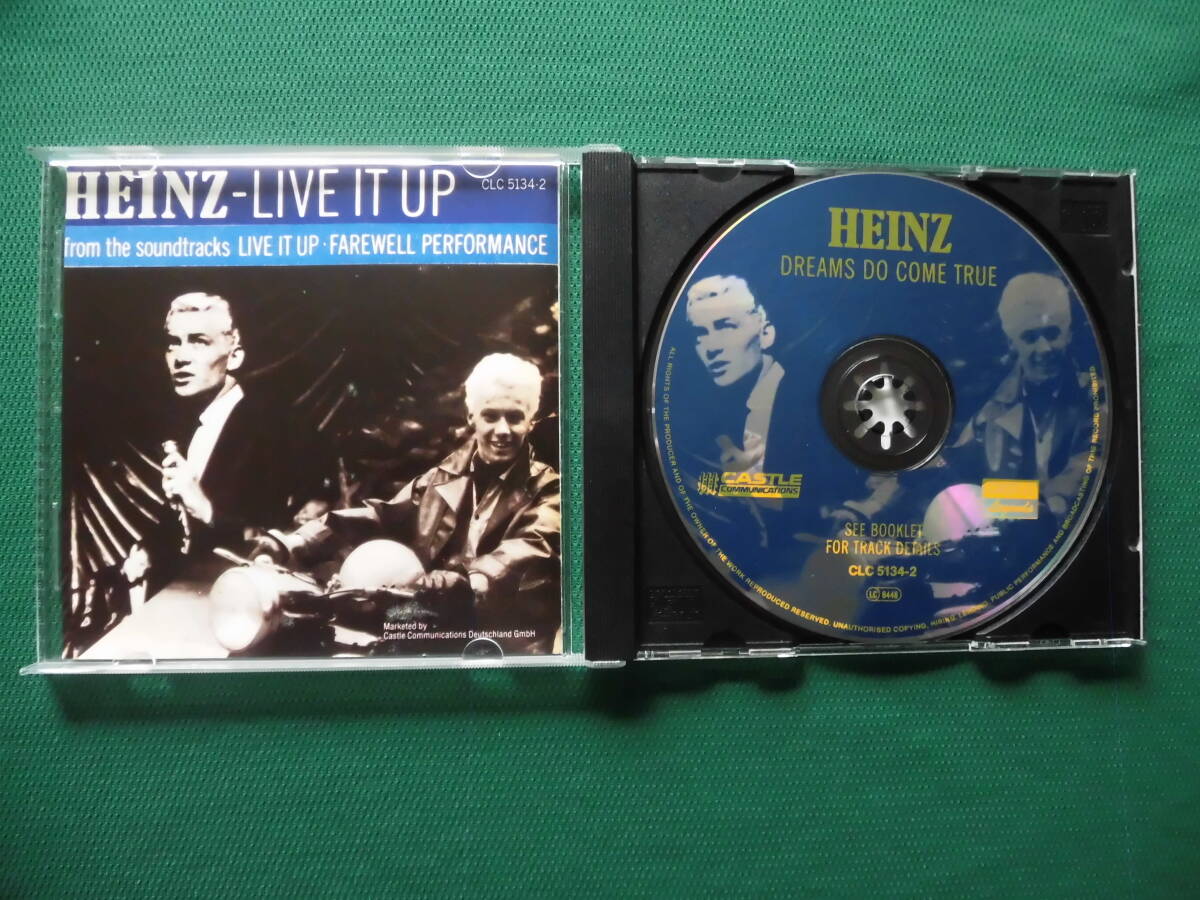 HEINZ-LIVE IT UP CLC 5134-2
from the soundtracks LIVE IT UP · FAREWELL PERFORMANCE
Marketed by
Castle Communications Deutschland GmbH
HEINZ
DREAMS DO COME TRUE
CASTLE
COMMUNICATIONS
SEE BOOKLET
FOR TRACK DETAILS
CLC 5134-2
LC 6448
ALL RIGHTS OF THE PRODUCER AND OF THE OWNER OF THE WORK REPRODUCED RESERVED. UNAUTHORISED COPYING, HIRING, LENDING, PUBLIC PERFORMANCE AND BROADCASTING OF THIS RECORD PROHIBITED